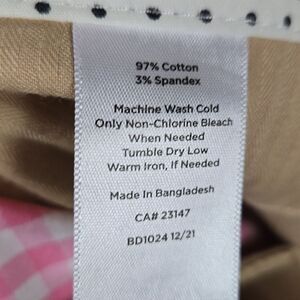 97% Cotton
3% Spandex
Machine Wash Cold
Only Non-Chlorine Bleach
When Needed
Tumble Dry Low
Warm Iron, If Needed
Made In Bangladesh
CA# 23147
BD1024 12/21